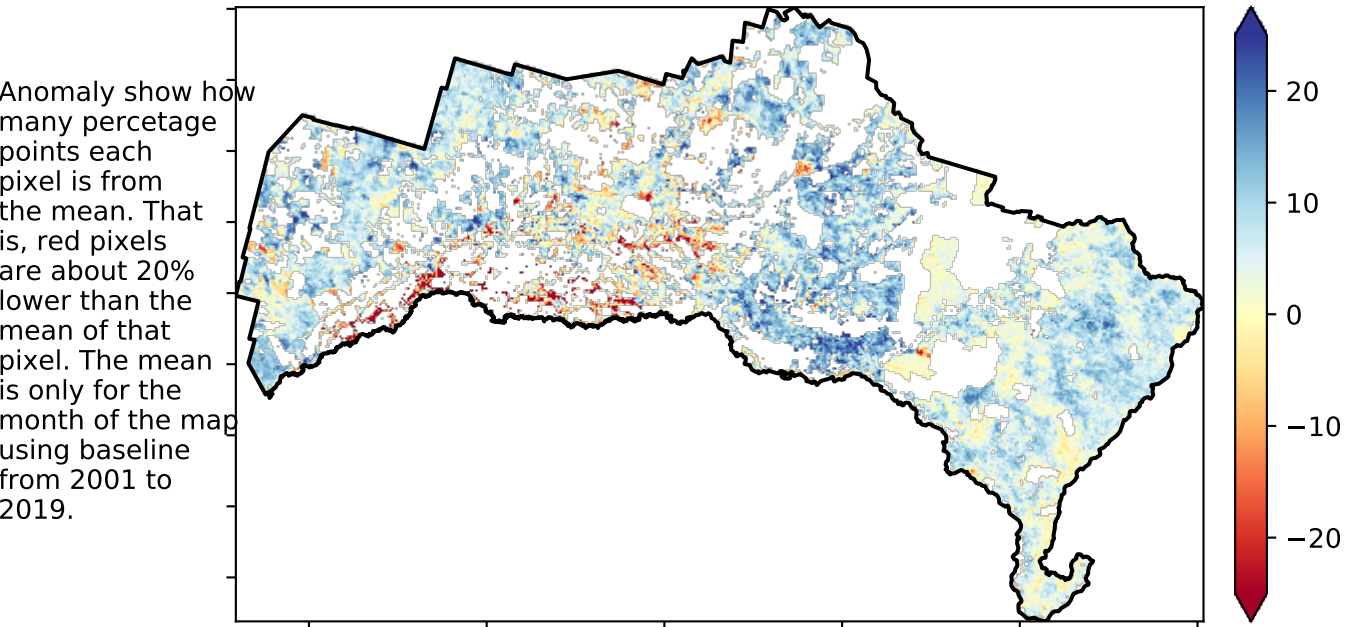 Anomaly show how
many percetage
points each
pixel is from
the mean. That
is, red pixels
are about 20%
lower than the
mean of that
pixel. The mean
is only for the
month of the map
using baseline
from 2001 to
2019.
20
10
0
−10
−20